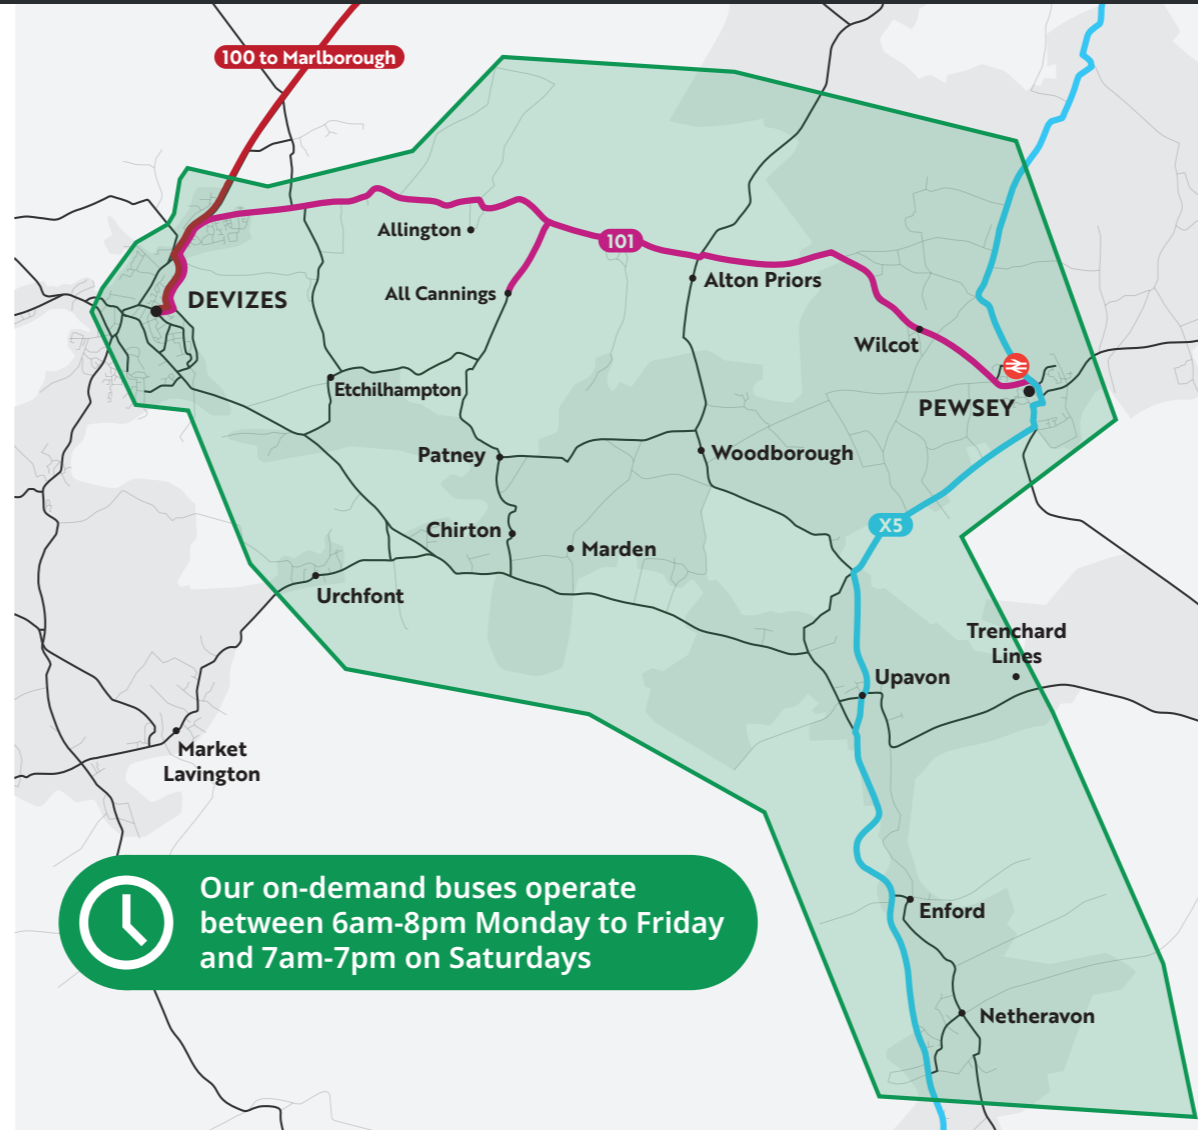 100 to Marlborough
Allington
101
All Cannings
Alton Priors
DEVIZES
Wilcot
Etchilhampton
PEWSEY
Patney
Woodborough
X5
Chirton
Marden
Urchfont
Trenchard
Lines
Upavon
Market
Lavington
Our on-demand buses operate
between 6am-8pm Monday to Friday
and 7am-7pm on Saturdays
Enford
Netheravon